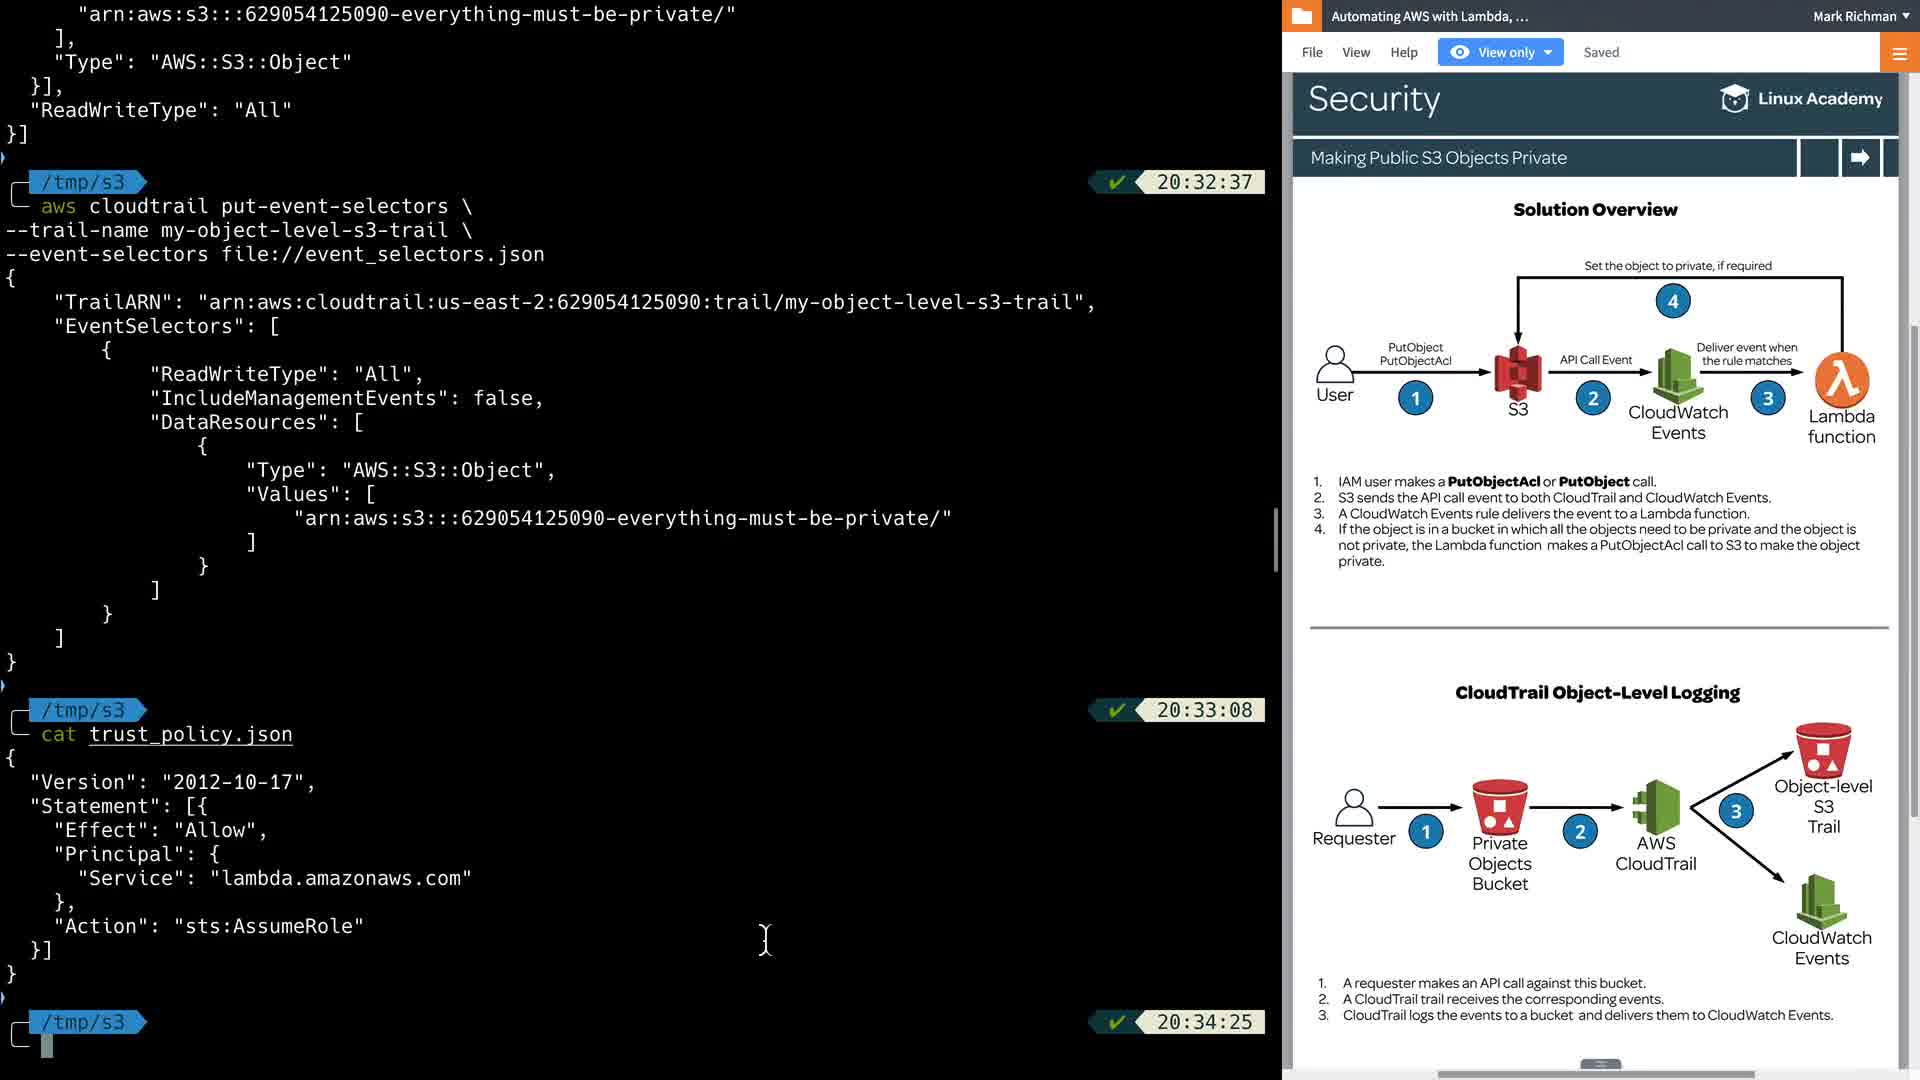 "arn:aws:s3:::629054125090-everything-must-be-private/"
],
"Type": "AWS::S3::Object"
}],
"ReadWriteType": "All"
}]
/tmp/s3 ✔ 20:32:37
aws cloudtrail put-event-selectors \
--trail-name my-object-level-s3-trail \
--event-selectors file://event_selectors.json
{
"TrailARN": "arn:aws:cloudtrail:us-east-2:629054125090:trail/my-object-level-s3-trail",
"EventSelectors": [
{
"ReadWriteType": "All",
"IncludeManagementEvents": false,
"DataResources": [
{
"Type": "AWS::S3::Object",
"Values": [
"arn:aws:s3:::629054125090-everything-must-be-private/"
]
}
]
}
]
}
/tmp/s3 ✔ 20:33:08
cat trust_policy.json
{
"Version": "2012-10-17",
"Statement": [{
"Effect": "Allow",
"Principal": {
"Service": "lambda.amazonaws.com"
},
"Action": "sts:AssumeRole"
}]
}
/tmp/s3 ✔ 20:34:25
Automating AWS with Lambda, ... Mark Richman
File View Help View only Saved
Security Linux Academy
Making Public S3 Objects Private
Solution Overview
Set the object to private, if required
4
PutObject
PutObjectAcl
API Call Event
Deliver event when
the rule matches
User
1
S3
2
CloudWatch
Events
3
Lambda
function
1. IAM user makes a PutObjectAcl or PutObject call.
2. S3 sends the API call event to both CloudTrail and CloudWatch Events.
3. A CloudWatch Events rule delivers the event to a Lambda function.
4. If the object is in a bucket in which all the objects need to be private and the object is
not private, the Lambda function makes a PutObjectAcl call to S3 to make the object
private.
CloudTrail Object-Level Logging
Requester
1
Private
Objects
Bucket
2
AWS
CloudTrail
3
Object-level
S3
Trail
CloudWatch
Events
1. A requester makes an API call against this bucket.
2. A CloudTrail trail receives the corresponding events.
3. CloudTrail logs the events to a bucket and delivers them to CloudWatch Events.